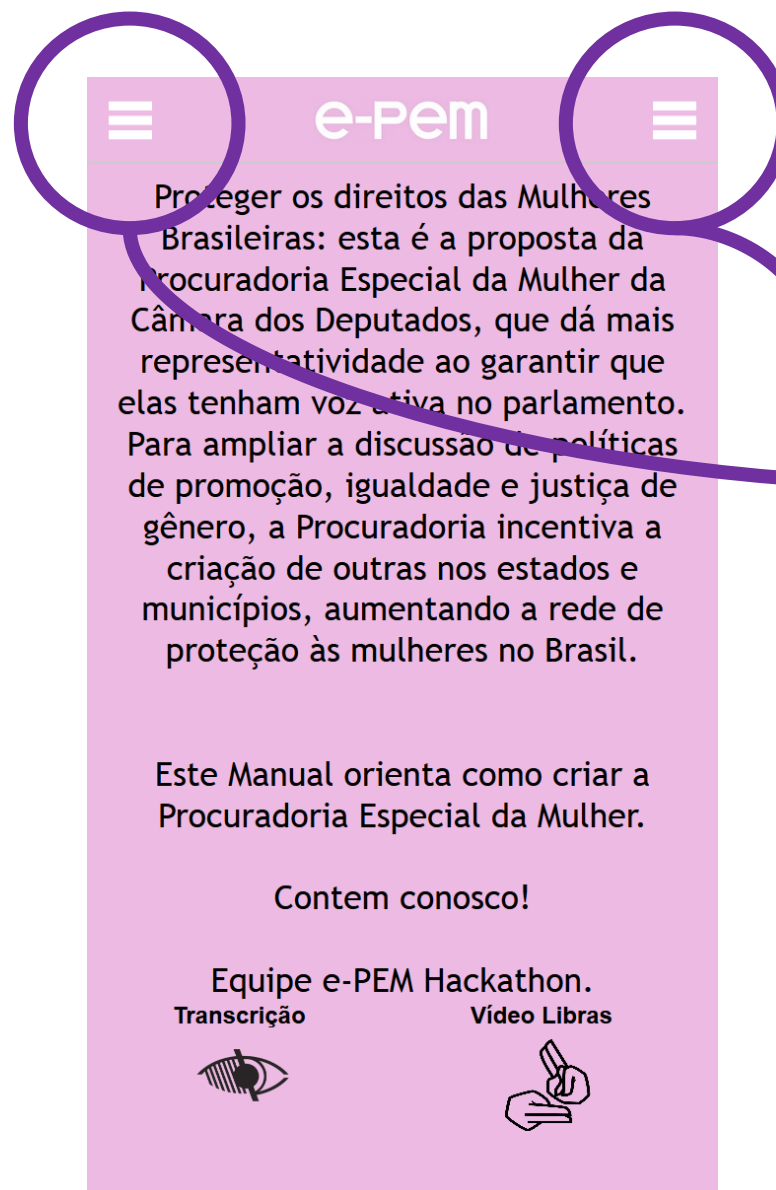 e-Pem
Proteger os direitos das Mulheres
Brasileiras: esta é a proposta da
Procuradoria Especial da Mulher da
Câmara dos Deputados, que dá mais
representatividade ao garantir que
elas tenham voz ativa no parlamento.
Para ampliar a discussão de políticas
de promoção, igualdade e justiça de
gênero, a Procuradoria incentiva a
criação de outras nos estados e
municípios, aumentando a rede de
proteção às mulheres no Brasil.
Este Manual orienta como criar a
Procuradoria Especial da Mulher.
Contem conosco!
Equipe e-PEM Hackathon.
Transcrição Vídeo Libras